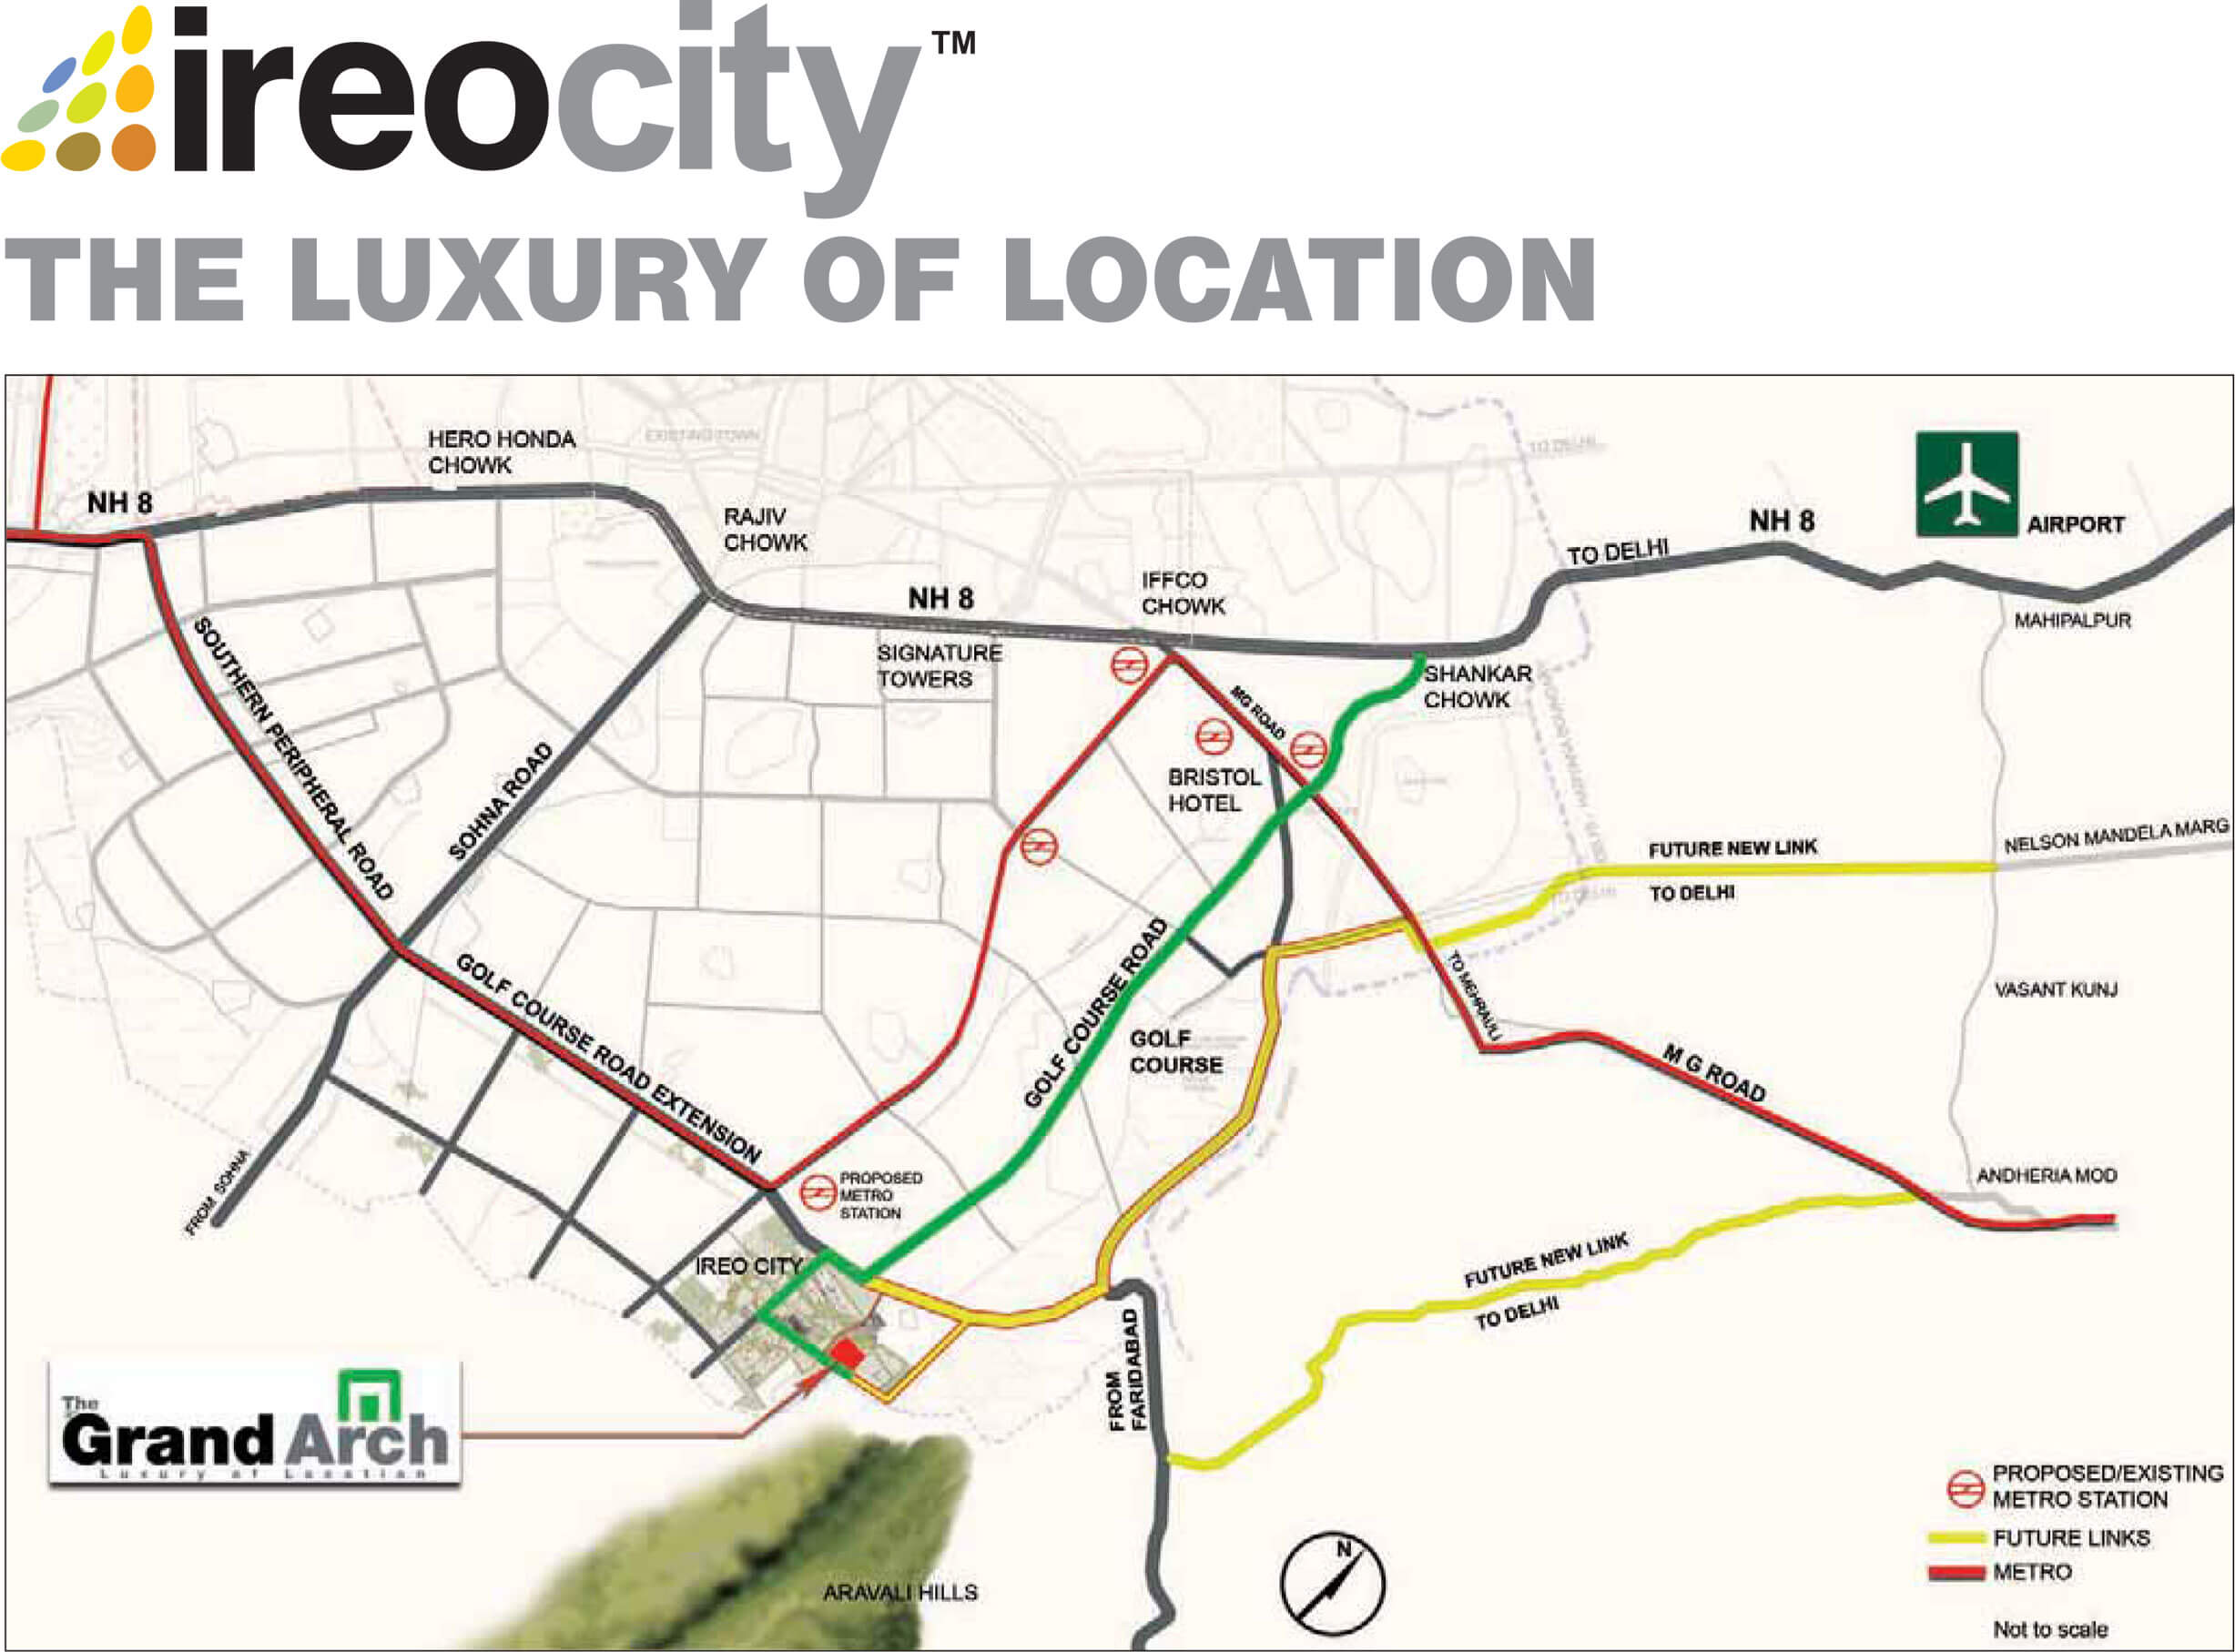 ireocity™
THE LUXURY OF LOCATION
HERO HONDA
CHOWK
EXISTING TOWN
TO DELHI
NH 8
RAJIV
CHOWK
NH 8
AIRPORT
TO DELHI
NH 8
IFFCO
CHOWK
MAHIPALPUR
SIGNATURE
TOWERS
SHANKAR
CHOWK
MG ROAD
BRISTOL
HOTEL
SOUTHERN PERIPHERAL ROAD
SOHNA ROAD
FUTURE NEW LINK
TO DELHI
NELSON MANDELA MARG
TO DELHI
GOLF COURSE ROAD
TO MEHRAULI
VASANT KUNJ
GOLF COURSE ROAD EXTENSION
GOLF
COURSE
M G ROAD
FROM SOHNA
PROPOSED
METRO
STATION
ANDHERIA MOD
IREO CITY
FUTURE NEW LINK
TO DELHI
FROM
FARIDABAD
The
Grand Arch
Luxury of Location
ARAVALI HILLS
N
PROPOSED/EXISTING
METRO STATION
FUTURE LINKS
METRO
Not to scale